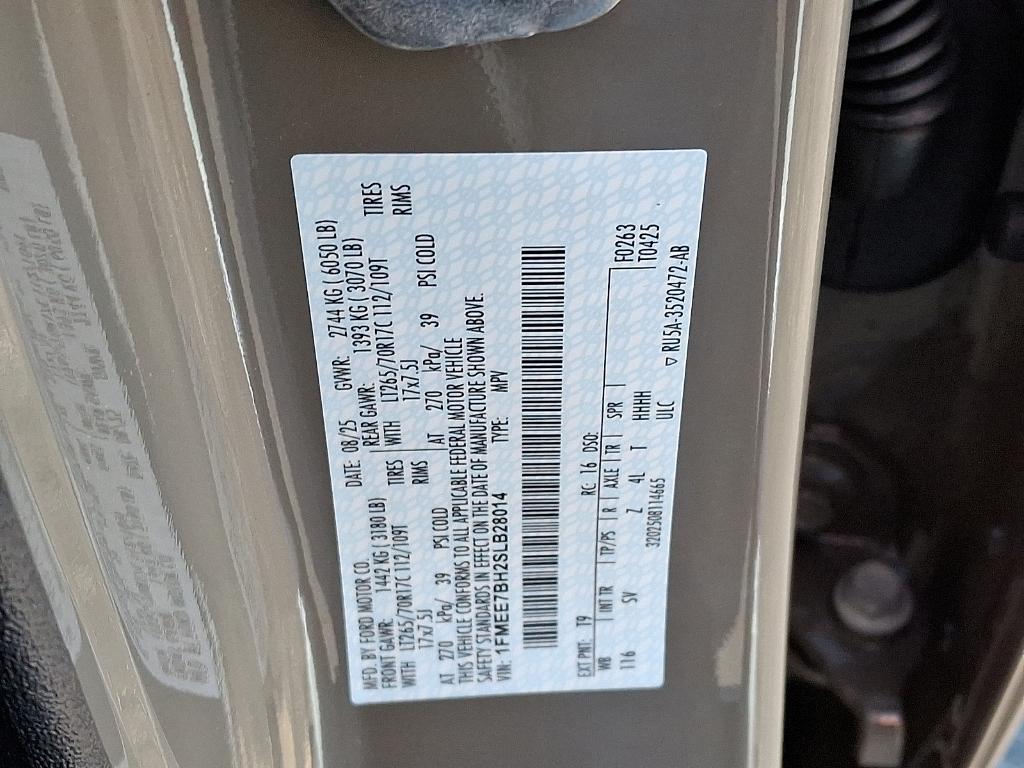 MFD. BY FORD MOTOR CO. DATE: 08/25 GVWR: 2744 KG ( 6050 LB)
FRONT GAWR: 1442 KG ( 3180 LB) REAR GAWR: 1393 KG ( 3070 LB)
WITH LT265/70R17C 112/109T TIRES WITH LT265/70R17C 112/109T TIRES
17x7.5J RIMS 17x7.5J RIMS
AT 270 kPa/ 39 PSI COLD AT 270 kPa/ 39 PSI COLD
THIS VEHICLE CONFORMS TO ALL APPLICABLE FEDERAL MOTOR VEHICLE
SAFETY STANDARDS IN EFFECT ON THE DATE OF MANUFACTURE SHOWN ABOVE.
VIN: 1FMEE7BH2SLB28014 TYPE: MPV
EXT PNT: T9 RC: 16 DSO: F0263
WB INT TR TP/PS R AXLE TR SPR T0425
116 SV Z 4L T HHHH
3202508114665 ULC RU5A-3520472-AB